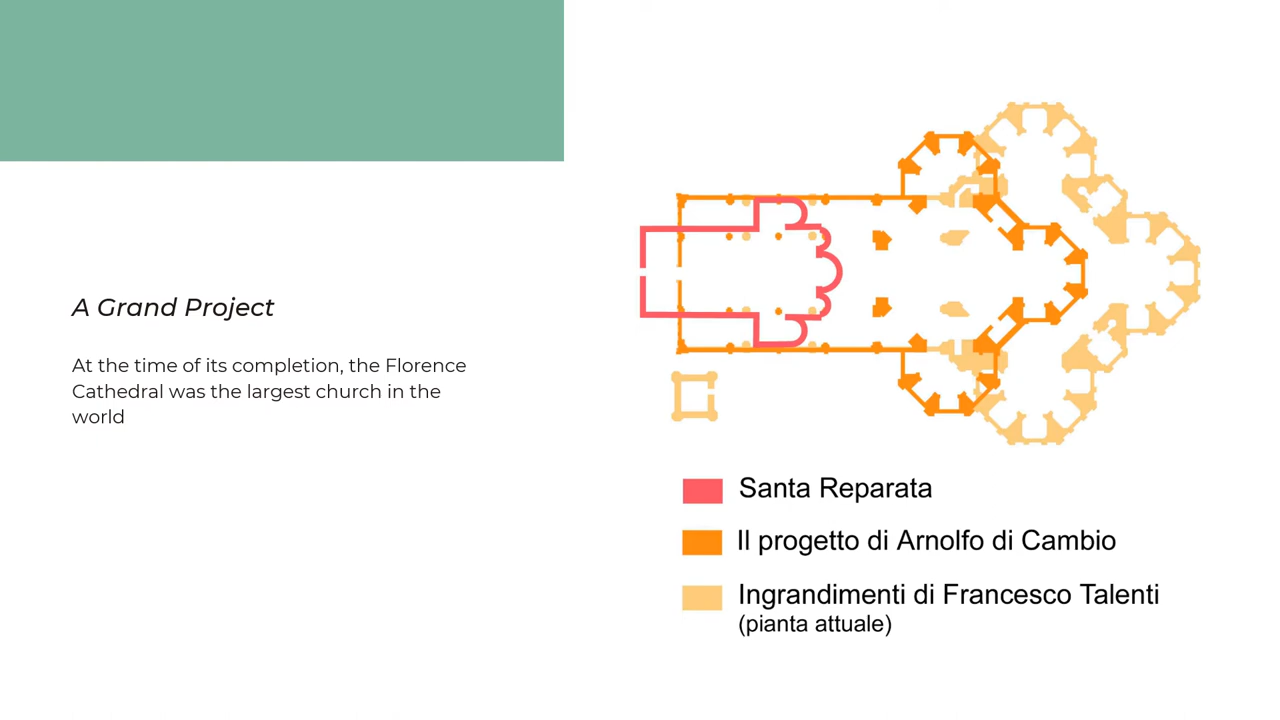 A Grand Project
At the time of its completion, the Florence
Cathedral was the largest church in the
world
Santa Reparata
Il progetto di Arnolfo di Cambio
Ingrandimenti di Francesco Talenti
(pianta attuale)